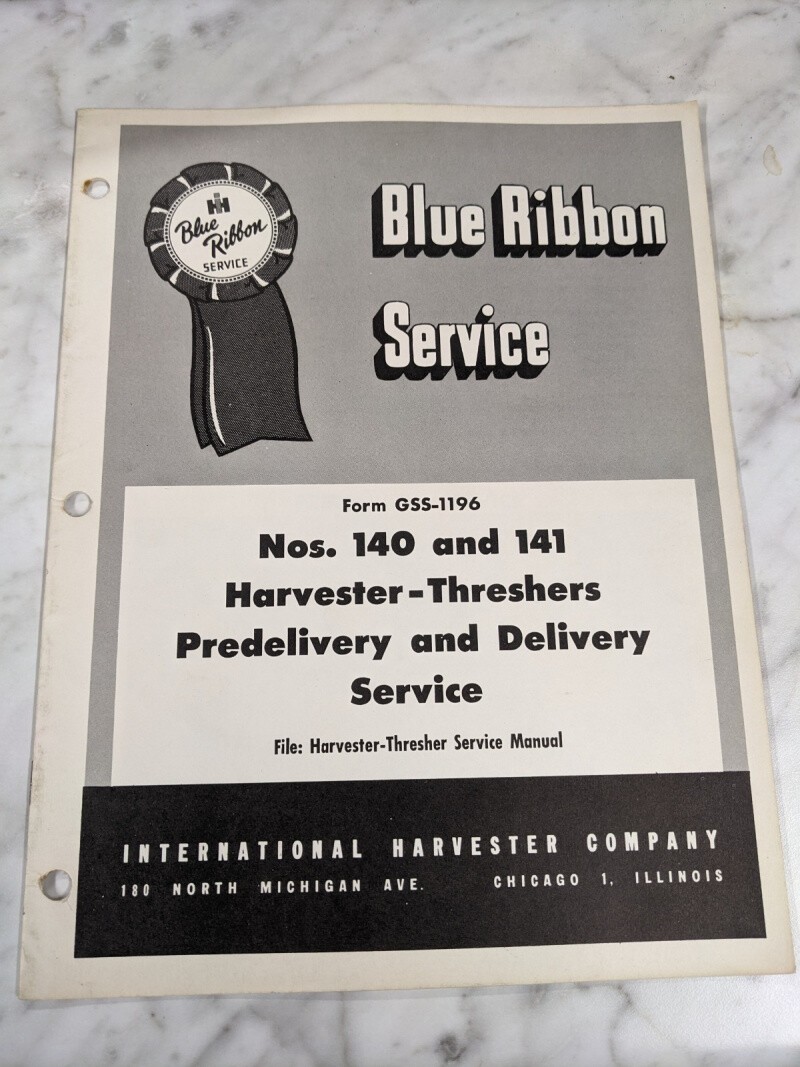 IH
Blue
Ribbon
SERVICE
Blue Ribbon
Service
Form GSS-1196
Nos. 140 and 141
Harvester-Threshers
Predelivery and Delivery
Service
File: Harvester-Thresher Service Manual
INTERNATIONAL HARVESTER COMPANY
180 NORTH MICHIGAN AVE. CHICAGO 1, ILLINOIS